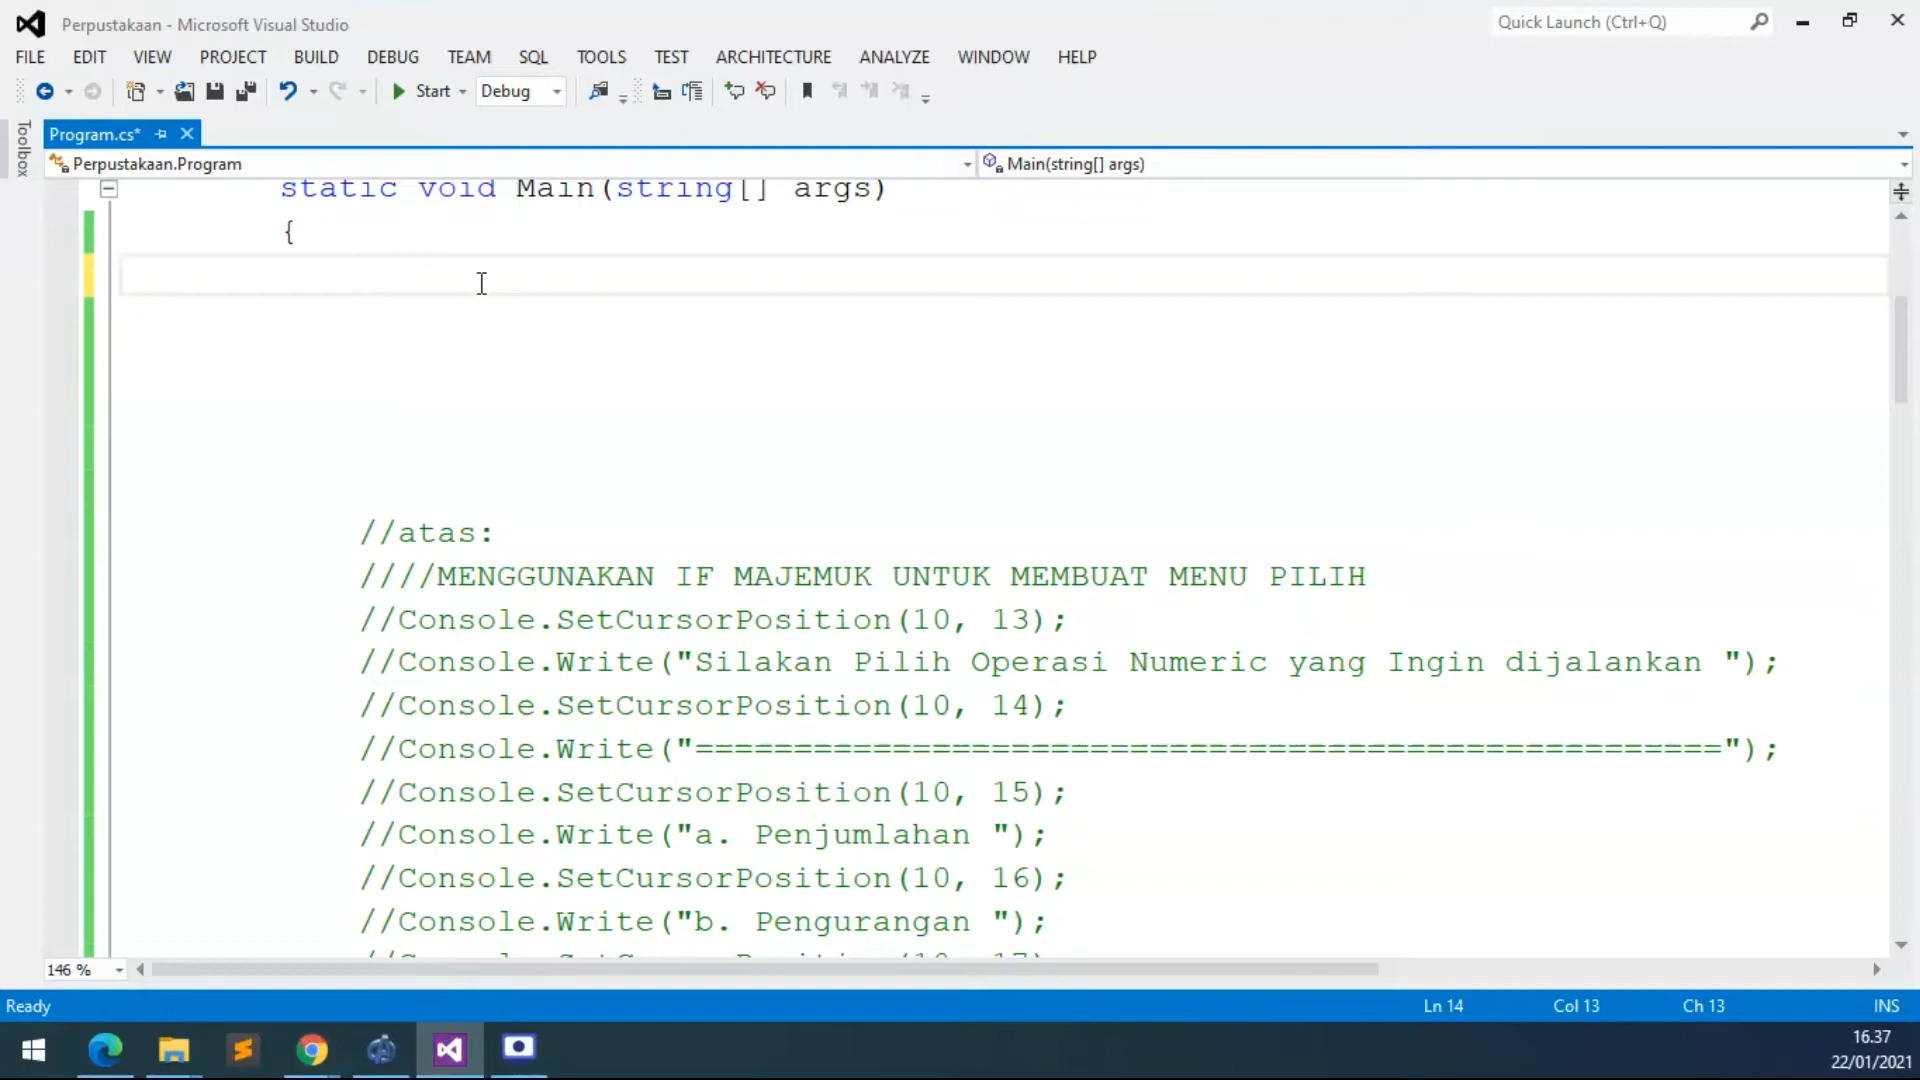 Perpustakaan - Microsoft Visual Studio
Quick Launch (Ctrl+Q)
FILE EDIT VIEW PROJECT BUILD DEBUG TEAM SQL TOOLS TEST ARCHITECTURE ANALYZE WINDOW HELP
Start Debug
Toolbox
Program.cs*
Perpustakaan.Program
Main(string[] args)
static void Main(string[] args)
{
//atas:
////MENGGUNAKAN IF MAJEMUK UNTUK MEMBUAT MENU PILIH
//Console.SetCursorPosition(10, 13);
//Console.Write("Silakan Pilih Operasi Numeric yang Ingin dijalankan ");
//Console.SetCursorPosition(10, 14);
//Console.Write("====================================================");
//Console.SetCursorPosition(10, 15);
//Console.Write("a. Penjumlahan ");
//Console.SetCursorPosition(10, 16);
//Console.Write("b. Pengurangan ");
146 %
Ready
Ln 14 Col 13 Ch 13 INS
16.37
22/01/2021